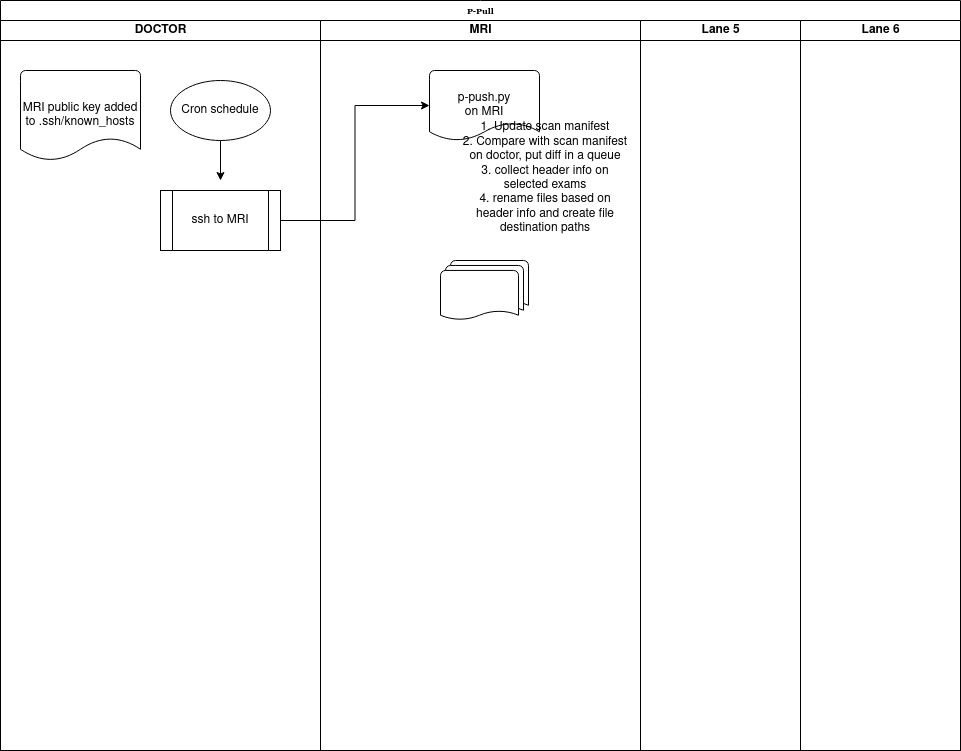 P-Pull
DOCTOR
MRI
Lane 5
Lane 6
MRI public key added
to .ssh/known_hosts
Cron schedule
ssh to MRI
p-push.py
on MRI
1. Update scan manifest
2. Compare with scan manifest
on doctor, put diff in a queue
3. collect header info on
selected exams
4. rename files based on
header info and create file
destination paths